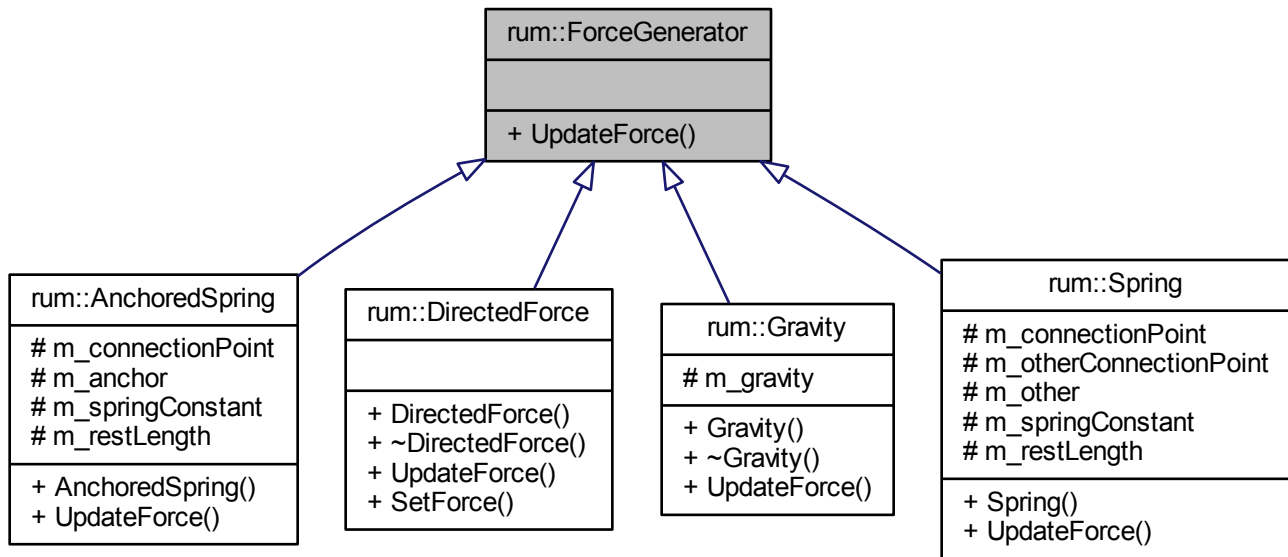 rum::ForceGenerator
+ UpdateForce()
rum::AnchoredSpring
# m_connectionPoint
# m_anchor
# m_springConstant
# m_restLength
+ AnchoredSpring()
+ UpdateForce()
rum::DirectedForce
+ DirectedForce()
+ ~DirectedForce()
+ UpdateForce()
+ SetForce()
rum::Gravity
# m_gravity
+ Gravity()
+ ~Gravity()
+ UpdateForce()
rum::Spring
# m_connectionPoint
# m_otherConnectionPoint
# m_other
# m_springConstant
# m_restLength
+ Spring()
+ UpdateForce()